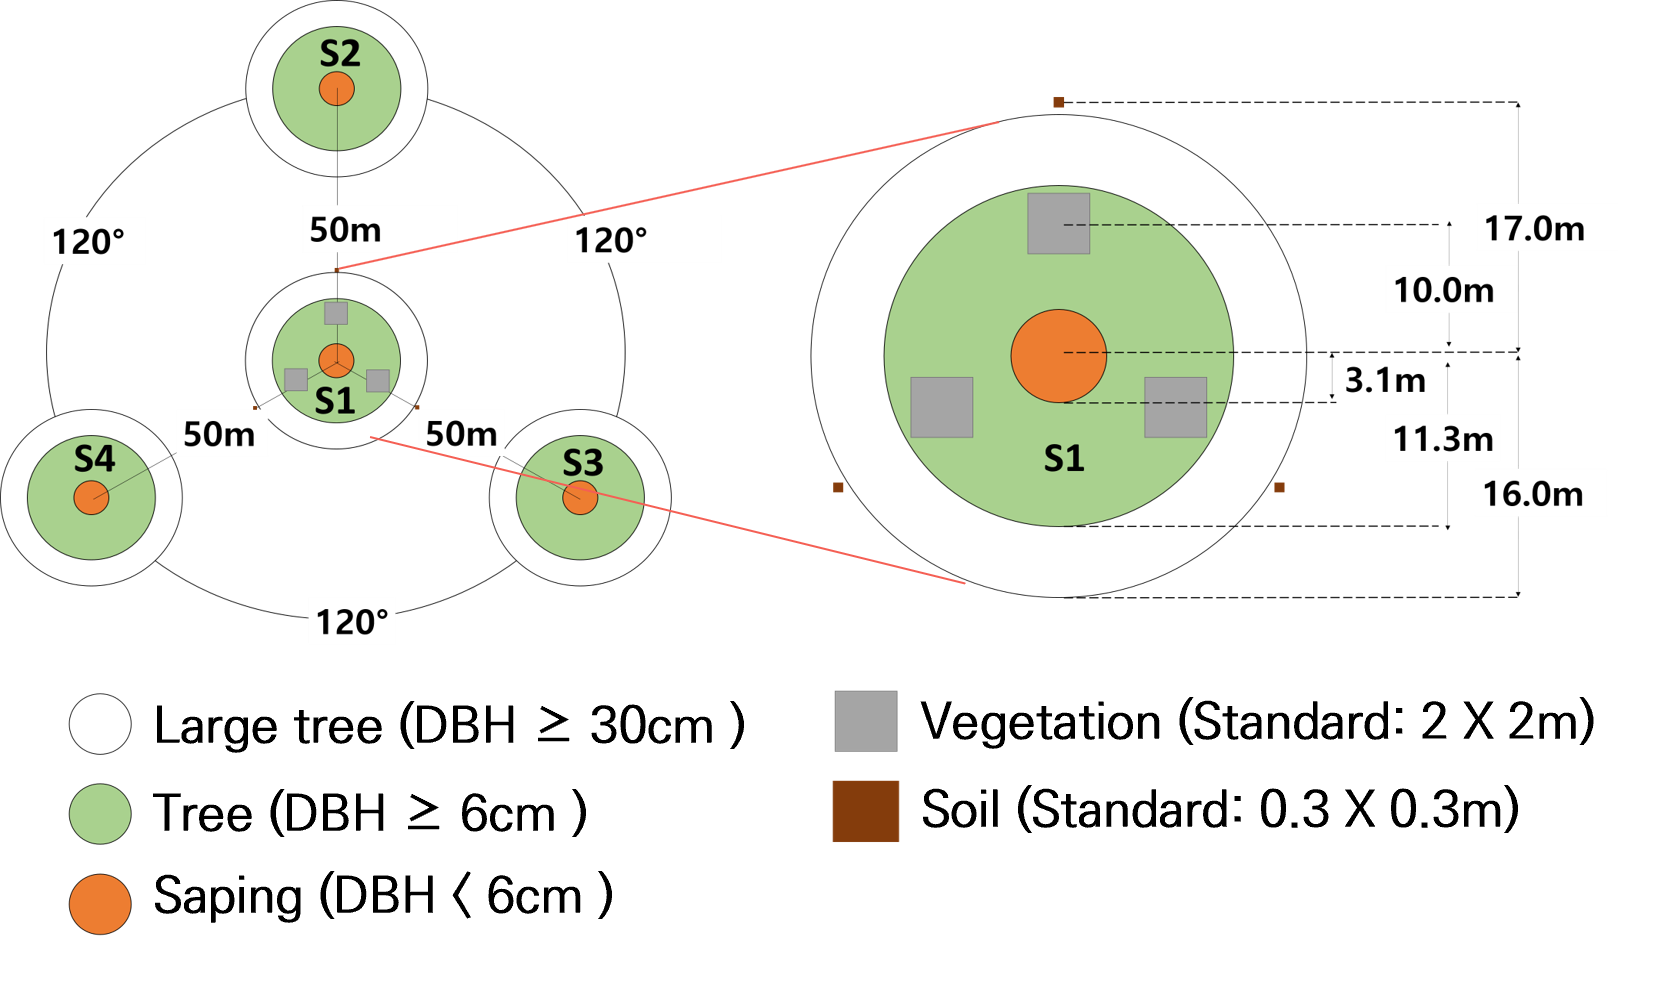 S2
120°
50m
120°
S1
50m
50m
S4
S3
120°
17.0m
10.0m
3.1m
11.3m
S1
16.0m
Large tree (DBH ≥ 30cm )
Tree (DBH ≥ 6cm )
Saping (DBH < 6cm )
Vegetation (Standard: 2 X 2m)
Soil (Standard: 0.3 X 0.3m)